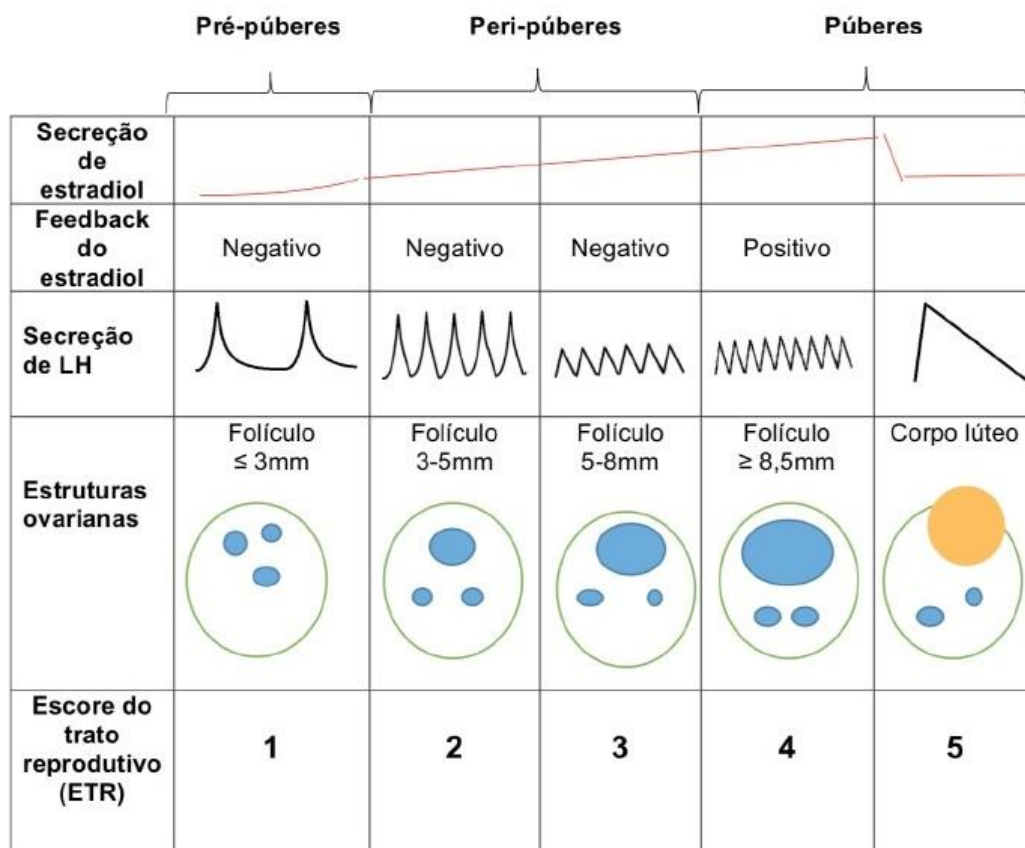 Pré-púberes
Peri-púberes
Púberes
Secreção
de
estradiol
Feedback
do
estradiol
Negativo
Negativo
Negativo
Positivo
Secreção
de LH
Estruturas
ovarianas
Folículo
≤ 3mm
Folículo
3-5mm
Folículo
5-8mm
Folículo
≥ 8,5mm
Corpo lúteo
Escore do
trato
reprodutivo
(ETR)
1
2
3
4
5